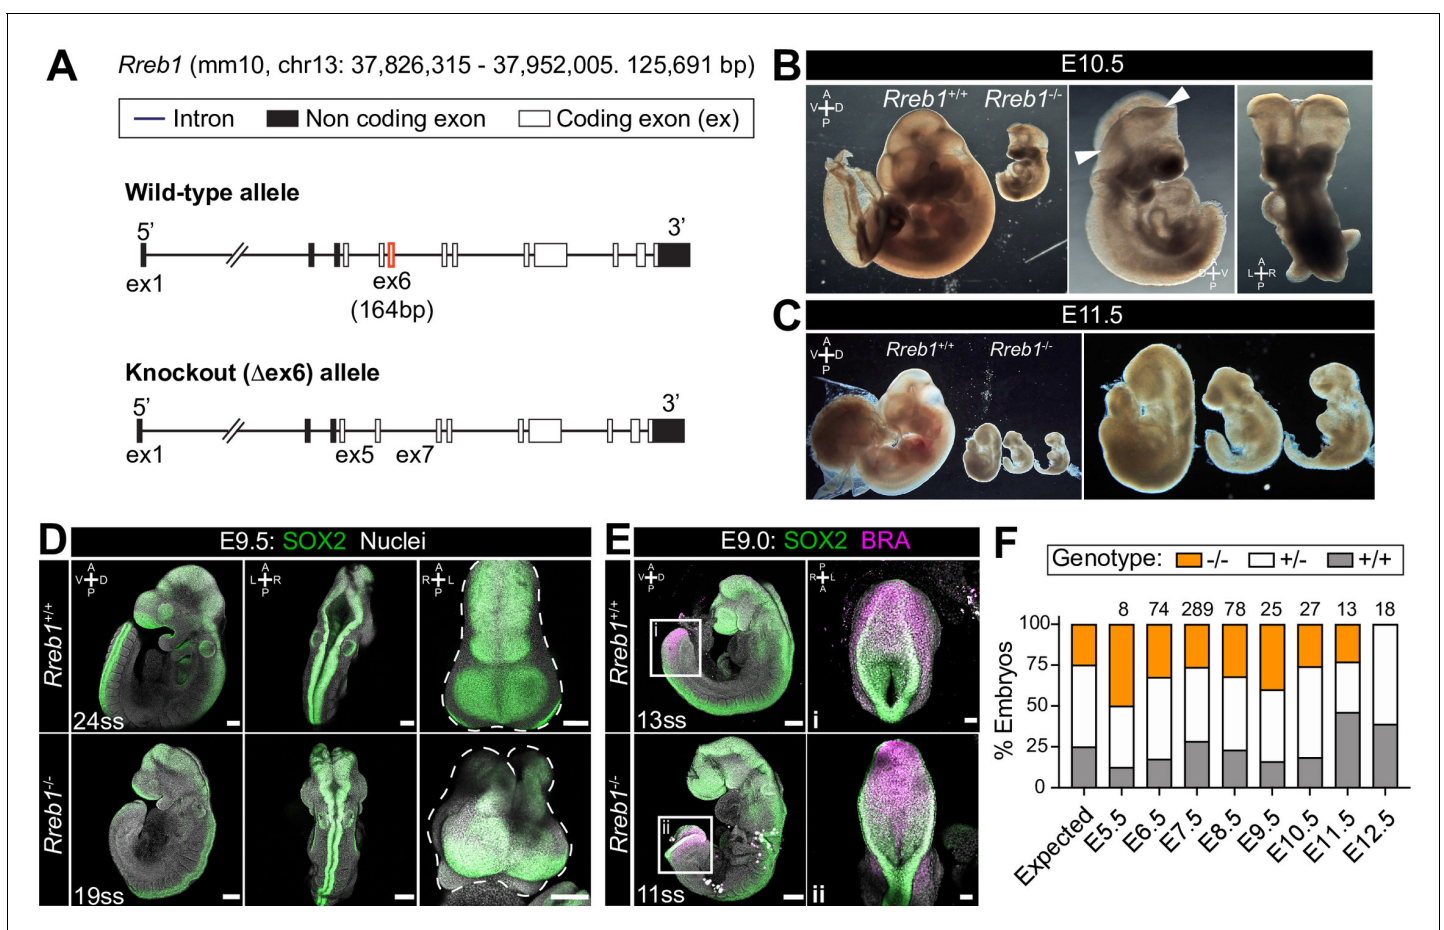 A
Rreb1 (mm10, chr13: 37,826,315 - 37,952,005. 125,691 bp)
Intron Non coding exon Coding exon (ex)
Wild-type allele
5’ 3’
ex1 ex6
(164bp)
Knockout (Δex6) allele
5’ 3’
ex1 ex5 ex7
B
E10.5
A
V D
P
Rreb1+/+ Rreb1-/-
A
D V
P
A
L R
P
C
E11.5
A
V D
P
Rreb1+/+ Rreb1-/-
D
E9.5: SOX2 Nuclei
Rreb1+/+
A
V D
P
24ss
A
L R
P
A
R L
P
Rreb1-/-
19ss
E
E9.0: SOX2 BRA
Rreb1+/+
A
V D
P
i
13ss
P
R L
A
i
Rreb1-/-
ii
11ss
ii
F
Genotype: -/- +/- +/+
8 74 289 78 25 27 13 18
% Embryos
100
75
50
25
0
Expected E5.5 E6.5 E7.5 E8.5 E9.5 E10.5 E11.5 E12.5